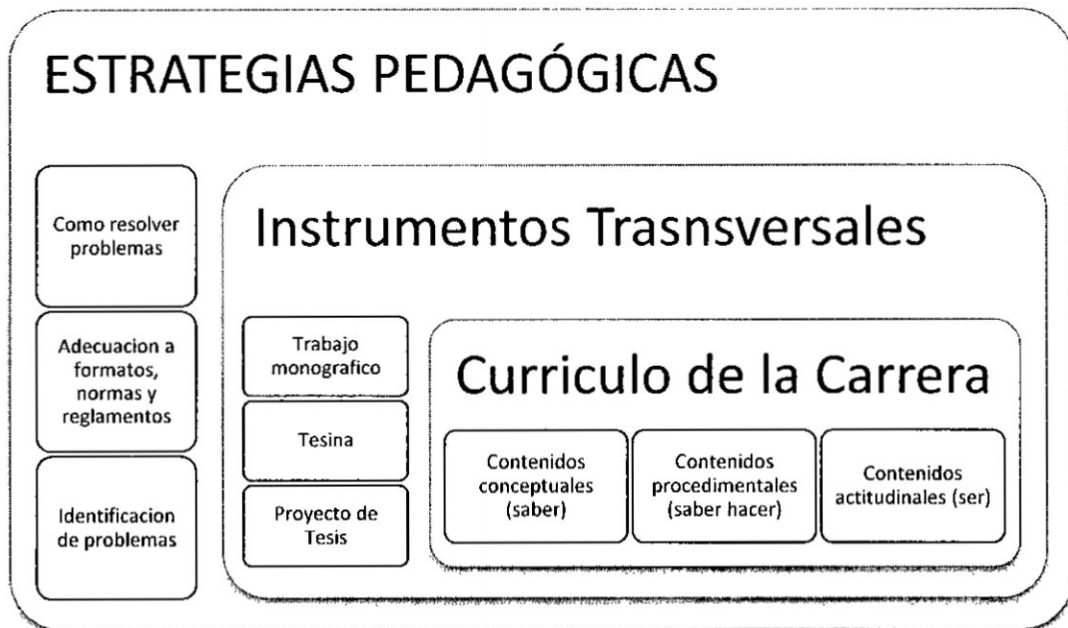 ESTRATEGIAS PEDAGÓGICAS
Como resolver
problemas
Adecuacion a
formatos,
normas y
reglamentos
Identificacion
de problemas
Instrumentos Trasnsversales
Trabajo
monografico
Tesina
Proyecto de
Tesis
Curriculo de la Carrera
Contenidos
conceptuales
(saber)
Contenidos
procedimentales
(saber hacer)
Contenidos
actitudinales (ser)